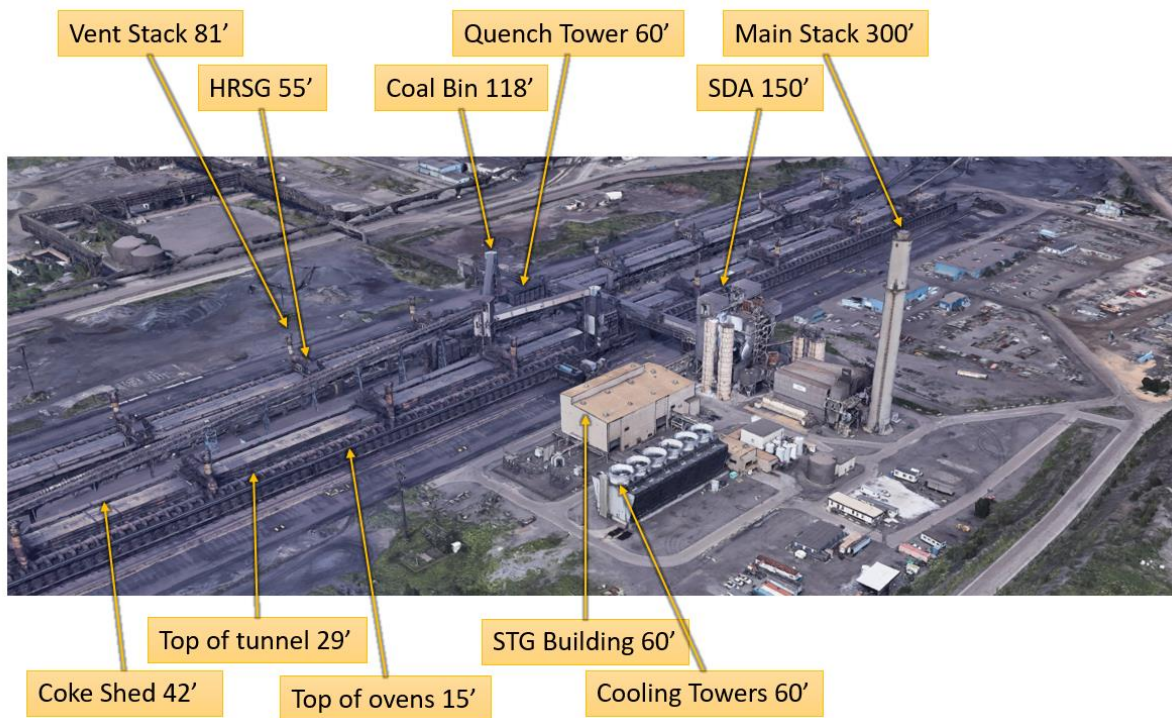 Vent Stack 81’
Quench Tower 60’
Main Stack 300’
HRSG 55’
Coal Bin 118’
SDA 150’
Top of tunnel 29’
STG Building 60’
Coke Shed 42’
Top of ovens 15’
Cooling Towers 60’